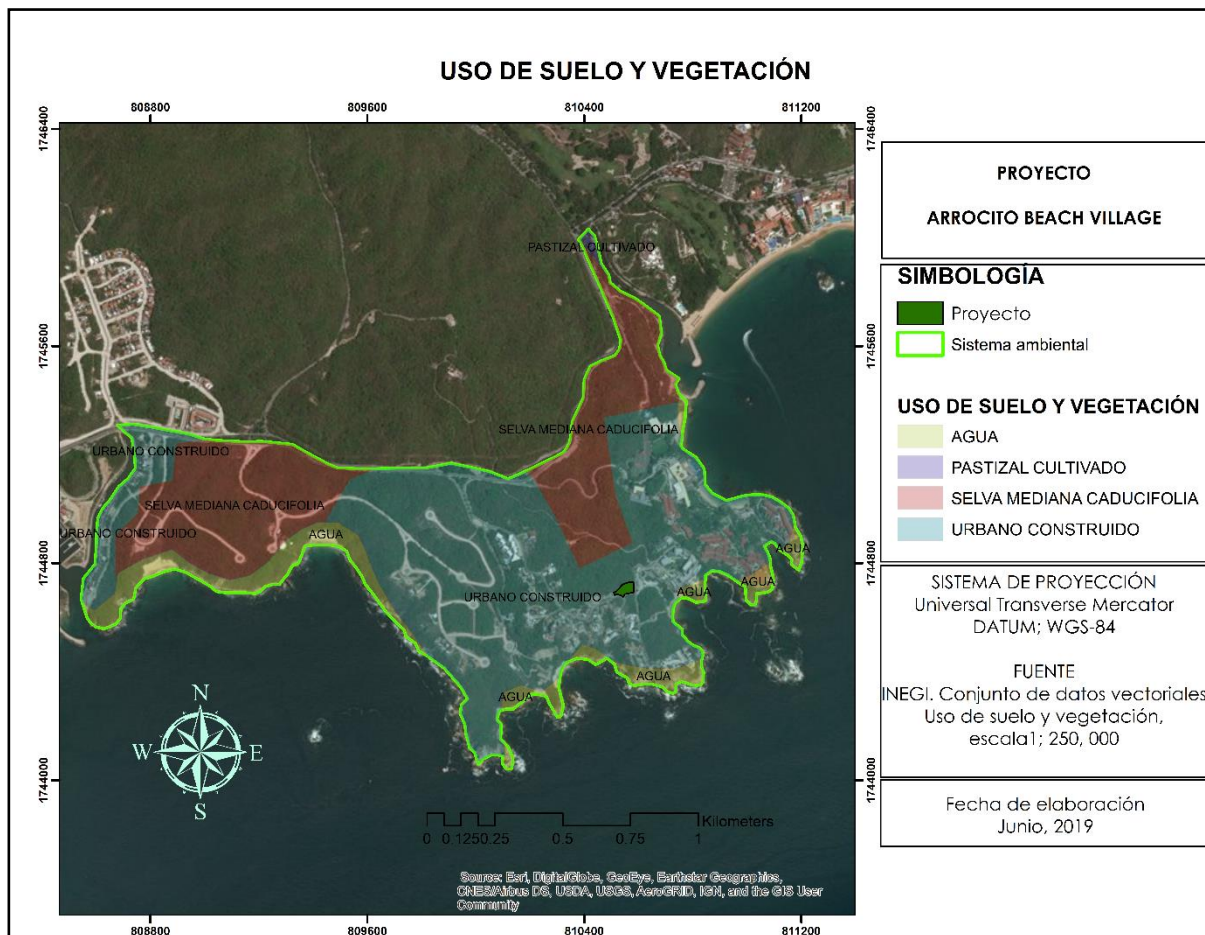 USO DE SUELO Y VEGETACIÓN
808800 809600 810400 811200
1746400 1746400
PASTIZAL CULTIVADO
1745600 1745600
SELVA MEDIANA CADUCIFOLIA
URBANO CONSTRUIDO
SELVA MEDIANA CADUCIFOLIA
URBANO CONSTRUIDO
AGUA
AGUA
1744800 1744800
AGUA
AGUA
URBANO CONSTRUIDO
AGUA
AGUA
N
W E
S
1744000 1744000
Kilometers
0 0.1250.25 0.5 0.75 1
Source: Esri, DigitalGlobe, GeoEye, Earthstar Geographics,
CNES/Airbus DS, USDA, USGS, AeroGRID, IGN, and the GIS User
Community
808800 809600 810400 811200
PROYECTO
ARROCITO BEACH VILLAGE
SIMBOLOGÍA
Proyecto
Sistema ambiental
USO DE SUELO Y VEGETACIÓN
AGUA
PASTIZAL CULTIVADO
SELVA MEDIANA CADUCIFOLIA
URBANO CONSTRUIDO
SISTEMA DE PROYECCIÓN
Universal Transverse Mercator
DATUM; WGS-84
FUENTE
INEGI. Conjunto de datos vectoriales
Uso de suelo y vegetación,
escala1; 250, 000
Fecha de elaboración
Junio, 2019